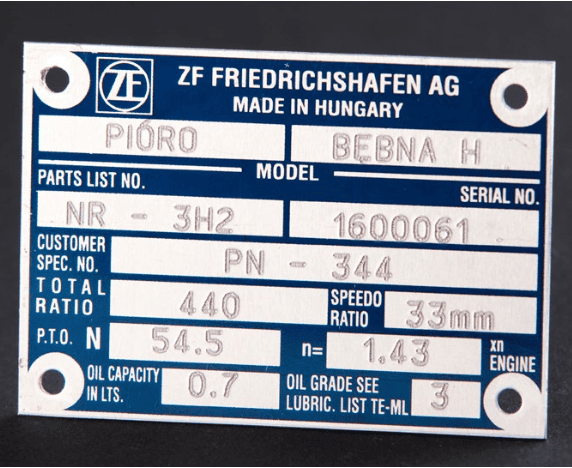 ZF ZF FRIEDRICHSHAFEN AG
MADE IN HUNGARY
PIÓRO BĘBNA H
MODEL
PARTS LIST NO. SERIAL NO.
NR - 3H2 1600061
CUSTOMER SPEC. NO. PN - 344
TOTAL RATIO 440 SPEEDO RATIO 33mm
P.T.O. N 54.5 n= 1.43 xn ENGINE
OIL CAPACITY IN LTS. 0.7 OIL GRADE SEE LUBRIC. LIST TE-ML 3